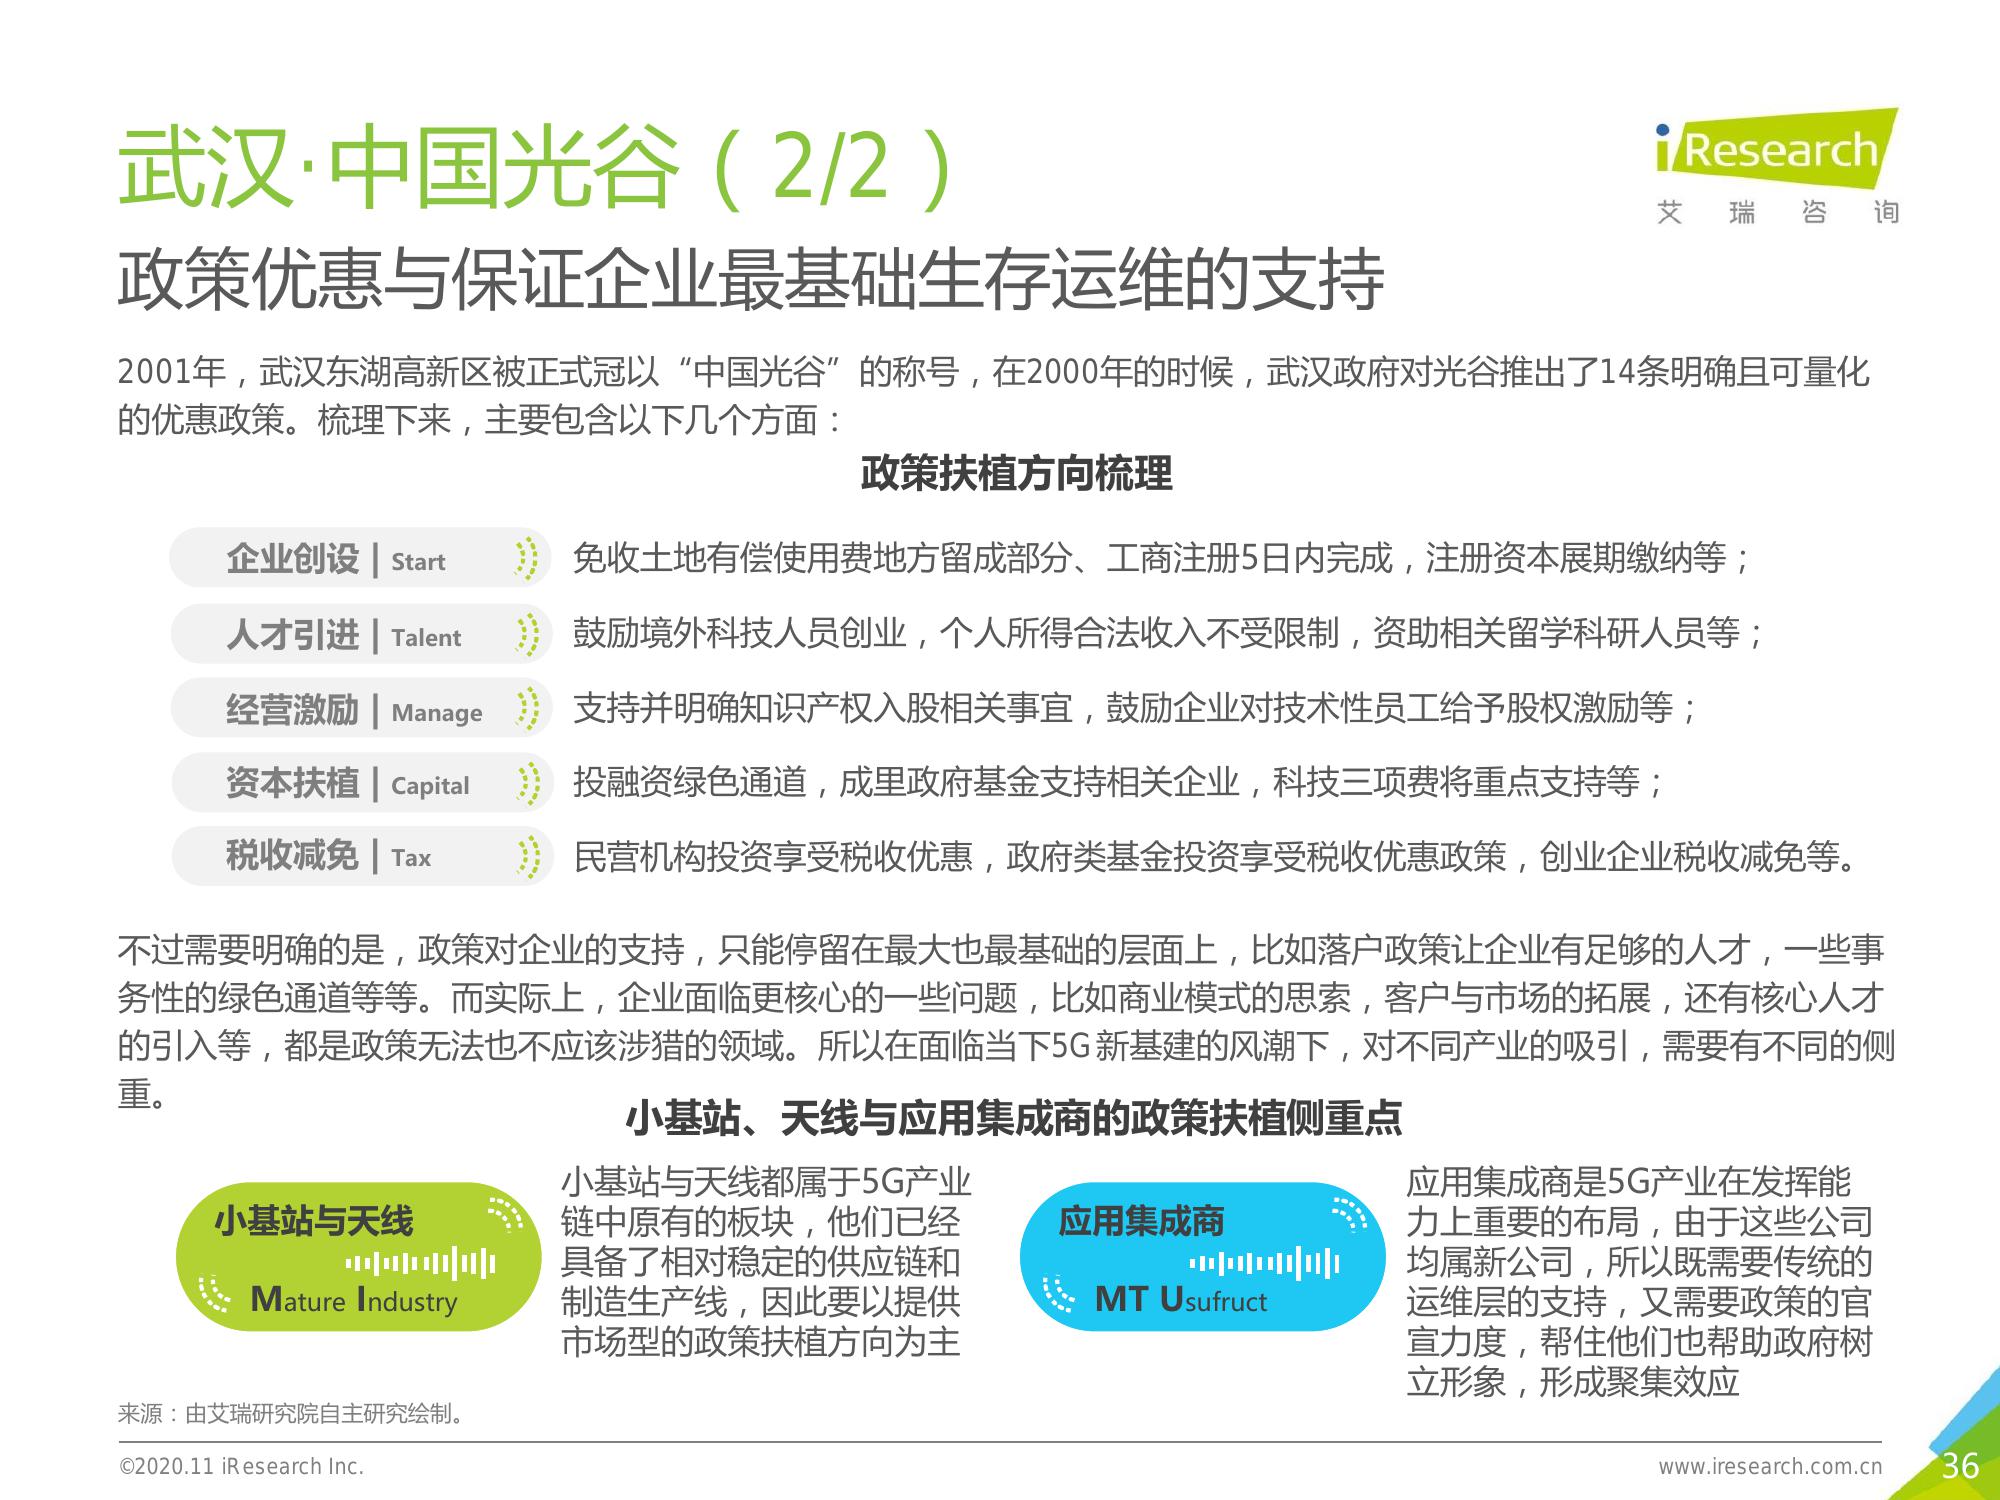 武汉·中国光谷（2/2）
iResearch
艾瑞咨询
政策优惠与保证企业最基础生存运维的支持
2001年，武汉东湖高新区被正式冠以“中国光谷”的称号，在2000年的时候，武汉政府对光谷推出了14条明确且可量化
的优惠政策。梳理下来，主要包含以下几个方面：
政策扶植方向梳理
企业创设 | Start 免收土地有偿使用费地方留成部分、工商注册5日内完成，注册资本展期缴纳等；
人才引进 | Talent 鼓励境外科技人员创业，个人所得合法收入不受限制，资助相关留学科研人员等；
经营激励 | Manage 支持并明确知识产权入股相关事宜，鼓励企业对技术性员工给予股权激励等；
资本扶植 | Capital 投融资绿色通道，成里政府基金支持相关企业，科技三项费将重点支持等；
税收减免 | Tax 民营机构投资享受税收优惠，政府类基金投资享受税收优惠政策，创业企业税收减免等。
不过需要明确的是，政策对企业的支持，只能停留在最大也最基础的层面上，比如落户政策让企业有足够的人才，一些事
务性的绿色通道等等。而实际上，企业面临更核心的一些问题，比如商业模式的思索，客户与市场的拓展，还有核心人才
的引入等，都是政策无法也不应该涉猎的领域。所以在面临当下5G新基建的风潮下，对不同产业的吸引，需要有不同的侧
重。
小基站、天线与应用集成商的政策扶植侧重点
小基站与天线
Mature Industry
小基站与天线都属于5G产业
链中原有的板块，他们已经
具备了相对稳定的供应链和
制造生产线，因此要以提供
市场型的政策扶植方向为主
应用集成商
MT Usufruct
应用集成商是5G产业在发挥能
力上重要的布局，由于这些公司
均属新公司，所以既需要传统的
运维层的支持，又需要政策的官
宣力度，帮住他们也帮助政府树
立形象，形成聚集效应
来源：由艾瑞研究院自主研究绘制。
©2020.11 iResearch Inc.
www.iresearch.com.cn
36